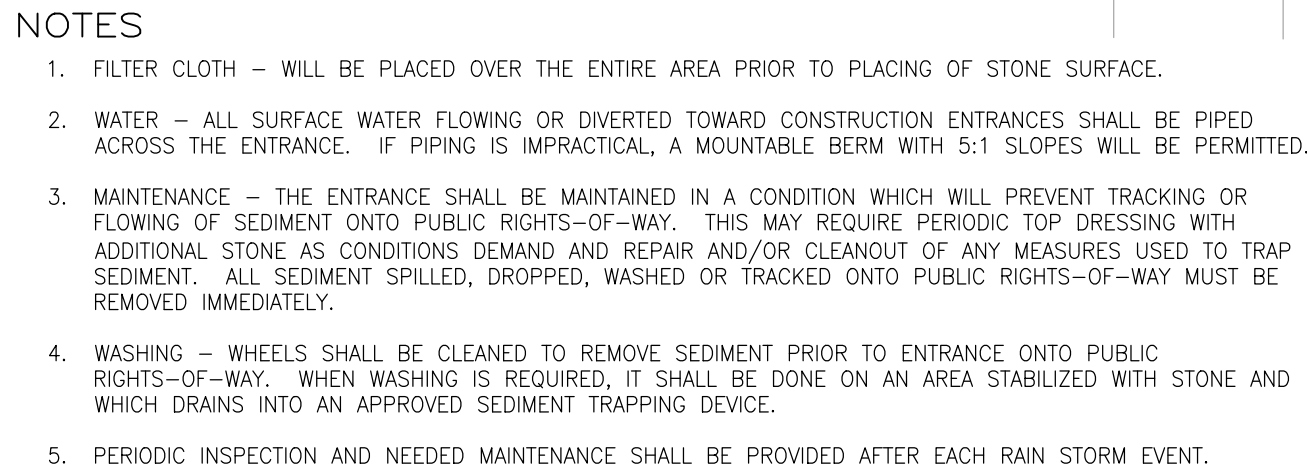 NOTES
1. FILTER CLOTH – WILL BE PLACED OVER THE ENTIRE AREA PRIOR TO PLACING OF STONE SURFACE.
2. WATER – ALL SURFACE WATER FLOWING OR DIVERTED TOWARD CONSTRUCTION ENTRANCES SHALL BE PIPED
ACROSS THE ENTRANCE. IF PIPING IS IMPRACTICAL, A MOUNTABLE BERM WITH 5:1 SLOPES WILL BE PERMITTED.
3. MAINTENANCE – THE ENTRANCE SHALL BE MAINTAINED IN A CONDITION WHICH WILL PREVENT TRACKING OR
FLOWING OF SEDIMENT ONTO PUBLIC RIGHTS–OF–WAY. THIS MAY REQUIRE PERIODIC TOP DRESSING WITH
ADDITIONAL STONE AS CONDITIONS DEMAND AND REPAIR AND/OR CLEANOUT OF ANY MEASURES USED TO TRAP
SEDIMENT. ALL SEDIMENT SPILLED, DROPPED, WASHED OR TRACKED ONTO PUBLIC RIGHTS–OF–WAY MUST BE
REMOVED IMMEDIATELY.
4. WASHING – WHEELS SHALL BE CLEANED TO REMOVE SEDIMENT PRIOR TO ENTRANCE ONTO PUBLIC
RIGHTS–OF–WAY. WHEN WASHING IS REQUIRED, IT SHALL BE DONE ON AN AREA STABILIZED WITH STONE AND
WHICH DRAINS INTO AN APPROVED SEDIMENT TRAPPING DEVICE.
5. PERIODIC INSPECTION AND NEEDED MAINTENANCE SHALL BE PROVIDED AFTER EACH RAIN STORM EVENT.